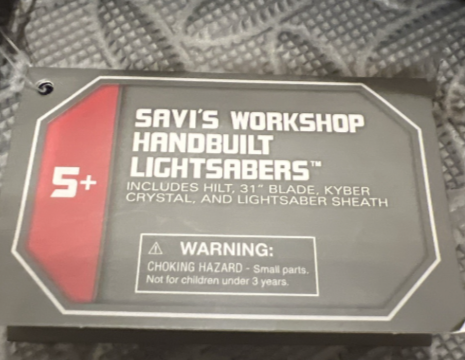 SAVI'S WORKSHOP
HANDBUILT
LIGHTSABERS™
5+
INCLUDES HILT, 31" BLADE, KYBER
CRYSTAL, AND LIGHTSABER SHEATH
⚠ WARNING:
CHOKING HAZARD - Small parts.
Not for children under 3 years.